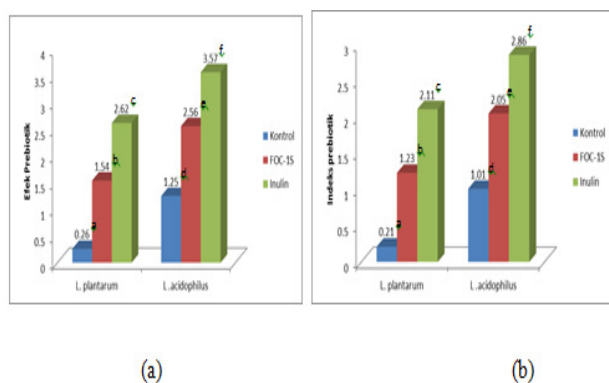 Efek Prebiotik
4
3.5
3
2.5
2
1.5
1
0.5
0
0.26 a
1.54 b
2.62 c
1.25 d
2.56 e
3.57 f
L. plantarum
L .acidophilus
Kontrol
FOC-1S
Inulin
(a)
Indeks prebiotik
3
2.5
2
1.5
1
0.5
0
0.21 a
1.23 b
2.11 c
1.01 d
2.05 e
2.86 f
L. plantarum
L .acidophilus
Kontrol
FOC-1S
Inulin
(b)